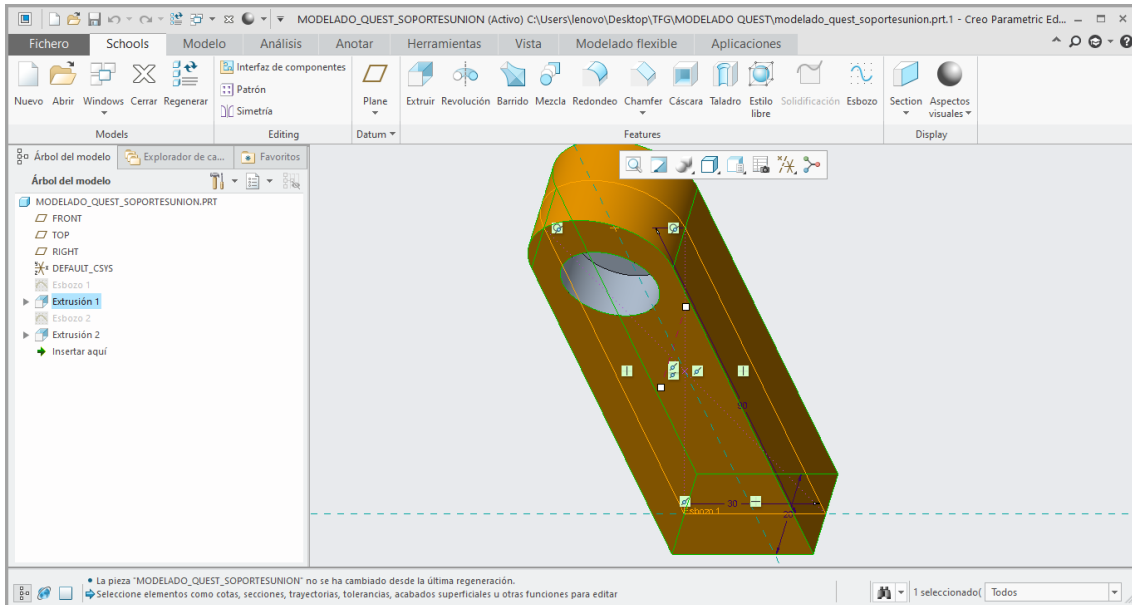 MODELADO_QUEST_SOPORTESUNION (Activo) C:\Users\lenovo\Desktop\TFG\MODELADO QUEST\modelado_quest_soportesunion.prt.1 - Creo Parametric Ed...
Fichero Schools Modelo Análisis Anotar Herramientas Vista Modelado flexible Aplicaciones
Interfaz de componentes
Patrón
Simetría
Nuevo Abrir Windows Cerrar Regenerar Plane Extruir Revolución Barrido Mezcla Redondeo Chamfer Cáscara Taladro Estilo libre Solidificación Esbozo Section Aspectos visuales
Models Editing Datum Features Display
Árbol del modelo Explorador de ca... Favoritos
Árbol del modelo
MODELADO_QUEST_SOPORTESUNION.PRT
FRONT
TOP
RIGHT
DEFAULT_CSYS
Esbozo 1
Extrusión 1
Esbozo 2
Extrusión 2
Insertar aquí
90
30
Esbozo 1
20
La pieza "MODELADO_QUEST_SOPORTESUNION" no se ha cambiado desde la última regeneración.
Seleccione elementos como cotas, secciones, trayectorias, tolerancias, acabados superficiales u otras funciones para editar
1 seleccionado( Todos